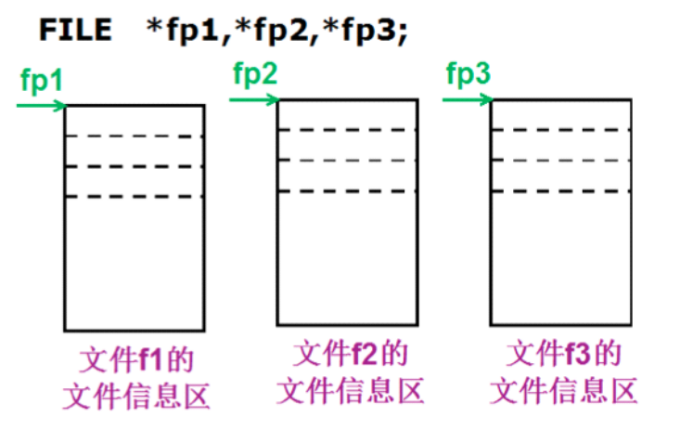 FILE *fp1,*fp2,*fp3;
fp1
fp2
fp3
文件f1的
文件信息区
文件f2的
文件信息区
文件f3的
文件信息区